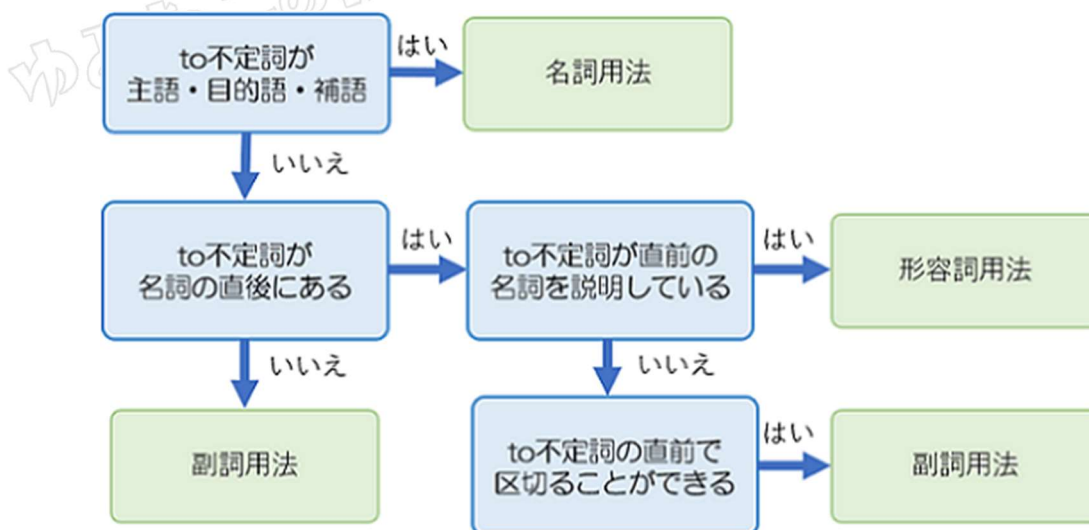 to不定詞が
主語・目的語・補語
はい
名詞用法
いいえ
to不定詞が
名詞の直後にある
はい
to不定詞が直前の
名詞を説明している
はい
形容詞用法
いいえ
いいえ
副詞用法
to不定詞の直前で
区切ることができる
はい
副詞用法